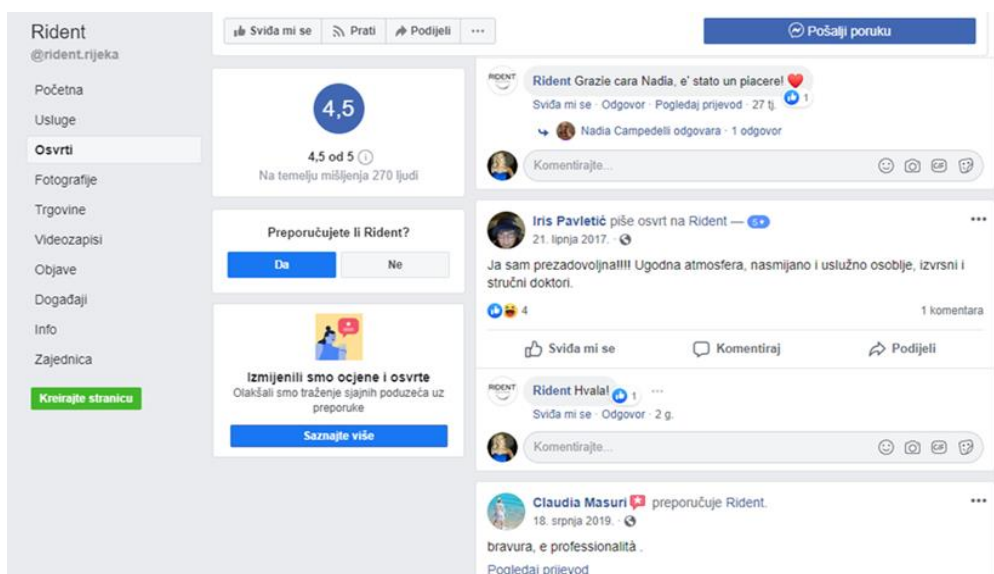 Rident
@rident.rijeka
Početna
Usluge
Osvrti
Fotografije
Trgovine
Videozapisi
Objave
Događaji
Info
Zajednica
Kreirajte stranicu
Sviđa mi se
Prati
Podijeli
Pošalji poruku
4,5
4,5 od 5
Na temelju mišljenja 270 ljudi
Preporučujete li Rident?
Da
Ne
Izmijenili smo ocjene i osvrte
Olakšali smo traženje sjajnih poduzeća uz
preporuke
Saznajte više
RIDENT
Rident Grazie cara Nadia, e' stato un piacere!
1
Sviđa mi se · Odgovor · Pogledaj prijevod · 27 tj.
Nadia Campedelli odgovara · 1 odgovor
Komentirajte...
GIF
Iris Pavletić piše osvrt na Rident — 5
21. lipnja 2017. ·
Ja sam prezadovoljna!!!! Ugodna atmosfera, nasmijano i uslužno osoblje, izvrsni i
stručni doktori.
4
1 komentara
Sviđa mi se
Komentiraj
Podijeli
RIDENT
Rident Hvala!
1
Sviđa mi se · Odgovor · 2 g.
Komentirajte...
GIF
Claudia Masuri preporučuje Rident.
18. srpnja 2019. ·
bravura, e professionalità .
Pogledaj prijevod